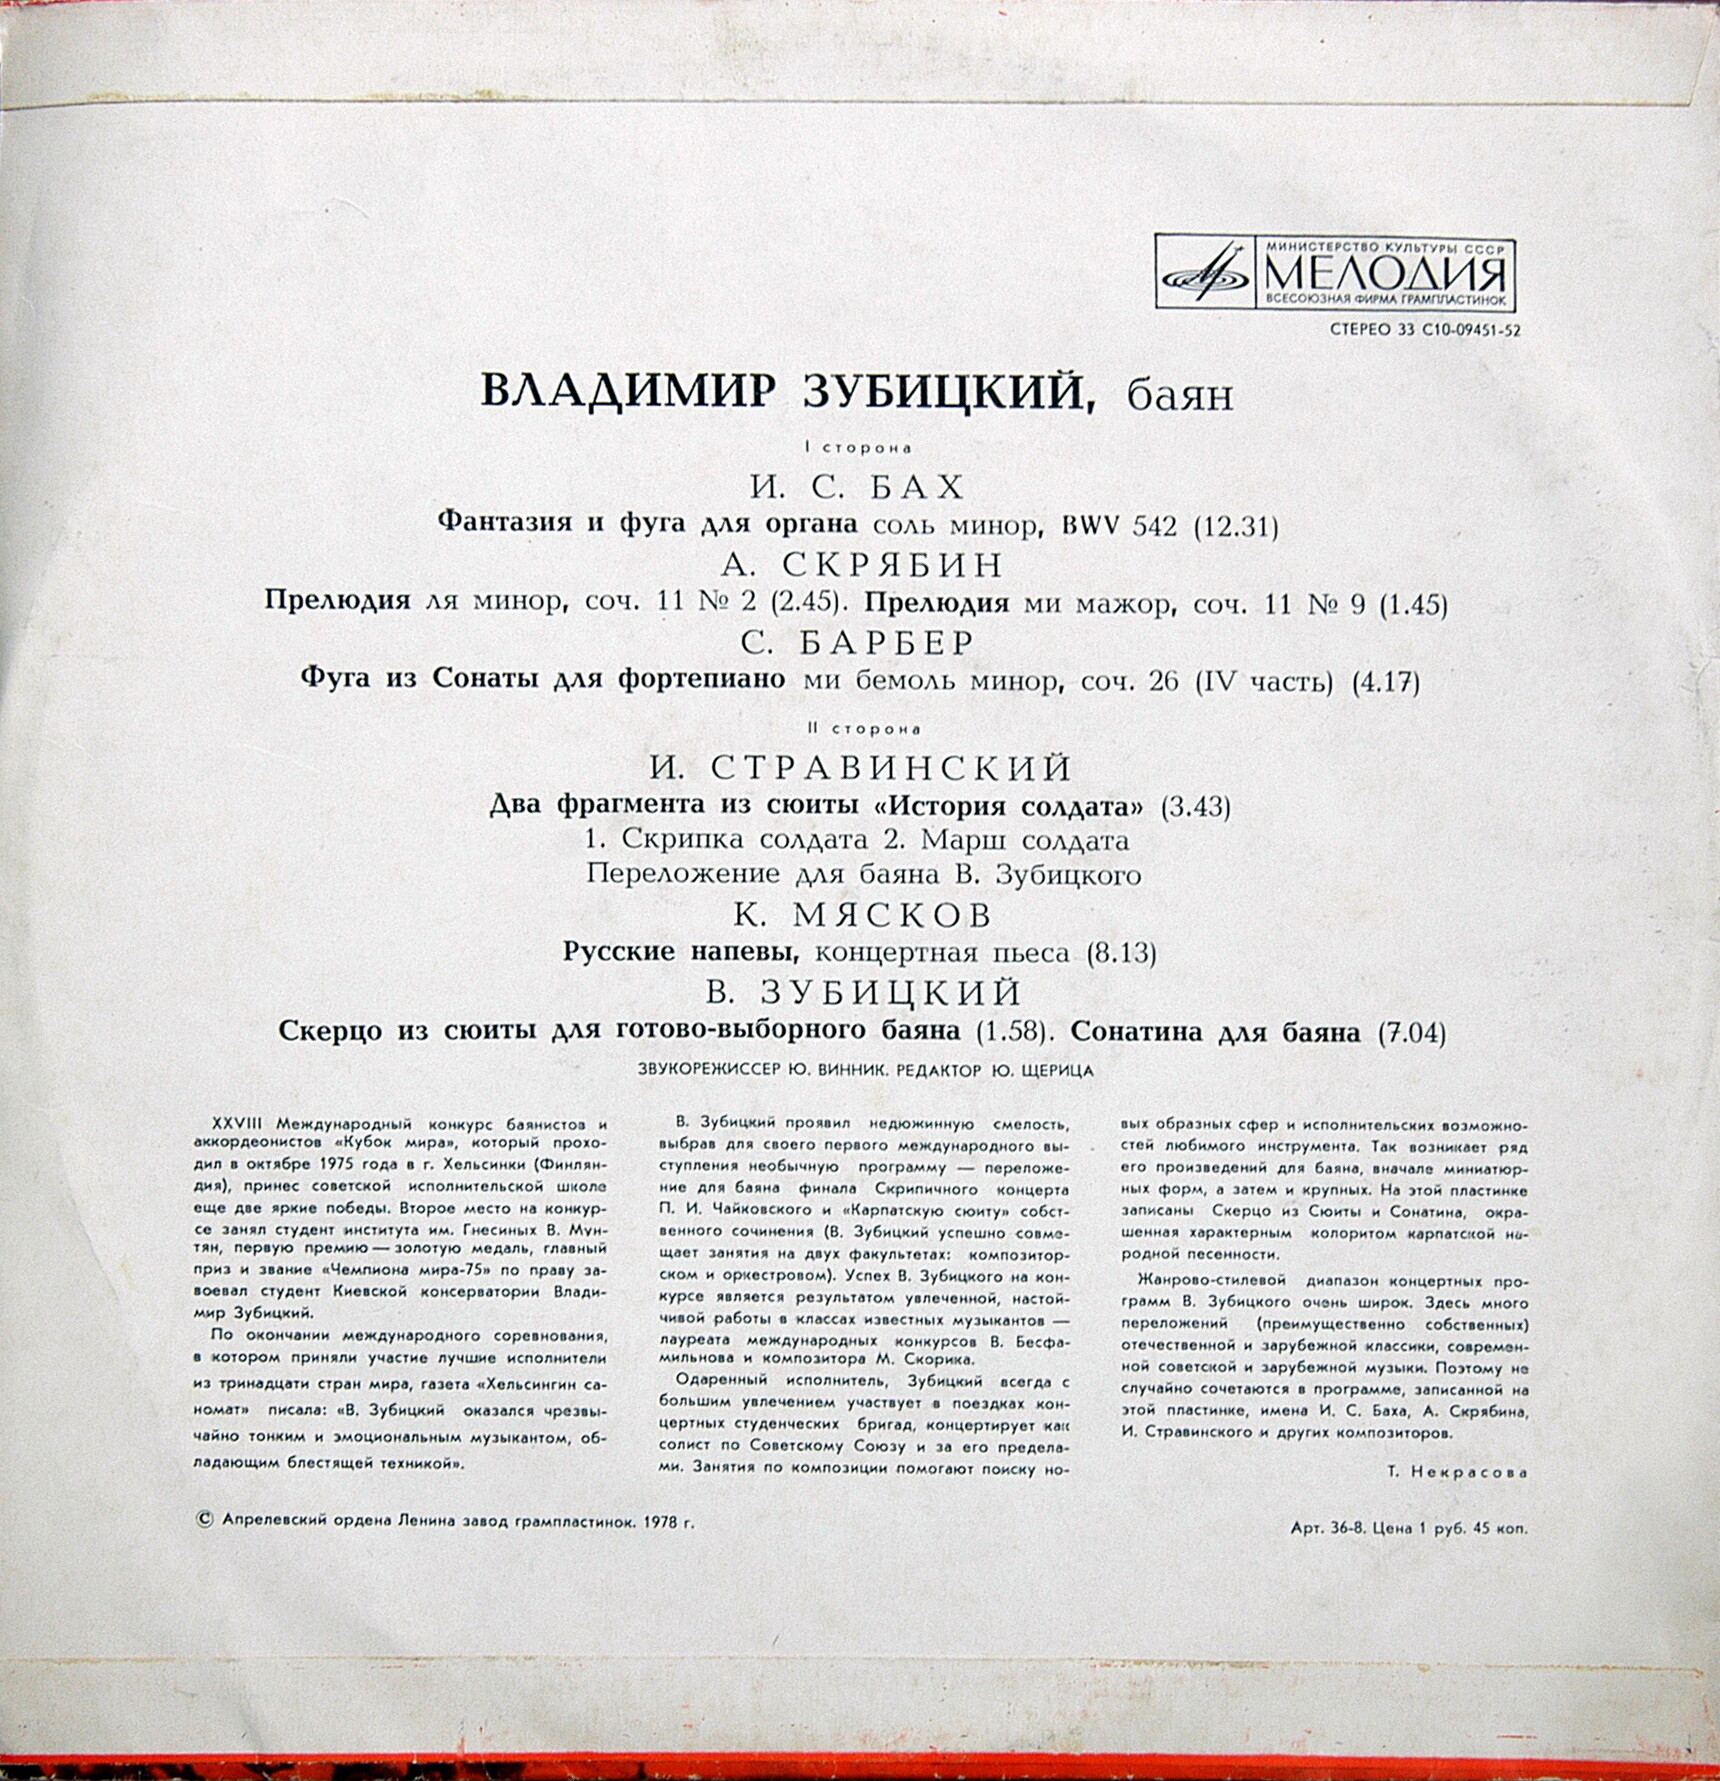 МИНИСТЕРСТВО КУЛЬТУРЫ СССР
МЕЛОДИЯ
ВСЕСОЮЗНАЯ ФИРМА ГРАМПЛАСТИНОК
СТЕРЕО 33 С10-09451-52
ВЛАДИМИР ЗУБИЦКИЙ, баян
I сторона
И. С. БАХ
Фантазия и фуга для органа соль минор, BWV 542 (12.31)
А. СКРЯБИН
Прелюдия ля минор, соч. 11 № 2 (2.45). Прелюдия ми мажор, соч. 11 № 9 (1.45)
С. БАРБЕР
Фуга из Сонаты для фортепиано ми бемоль минор, соч. 26 (IV часть) (4.17)
II сторона
И. СТРАВИНСКИЙ
Два фрагмента из сюиты «История солдата» (3.43)
1. Скрипка солдата 2. Марш солдата
Переложение для баяна В. Зубицкого
К. МЯСКОВ
Русские напевы, концертная пьеса (8.13)
В. ЗУБИЦКИЙ
Скерцо из сюиты для готово-выборного баяна (1.58). Сонатина для баяна (7.04)
ЗВУКОРЕЖИССЕР Ю. ВИННИК. РЕДАКТОР Ю. ЩЕРИЦА
XXVIII Международный конкурс баянистов и
аккордеонистов «Кубок мира», который прохо-
дил в октябре 1975 года в г. Хельсинки (Финлян-
дия), принес советской исполнительской школе
еще две яркие победы. Второе место на конкур-
се занял студент института им. Гнесиных В. Мун-
тян, первую премию — золотую медаль, главный
приз и звание «Чемпиона мира-75» по праву за-
воевал студент Киевской консерватории Влади-
мир Зубицкий.
По окончании международного соревнования,
в котором приняли участие лучшие исполнители
из тринадцати стран мира, газета «Хельсингин са-
номат» писала: «В. Зубицкий оказался чрезвы-
чайно тонким и эмоциональным музыкантом, об-
ладающим блестящей техникой».
В. Зубицкий проявил недюжинную смелость,
выбрав для своего первого международного вы-
ступления необычную программу — переложе-
ние для баяна финала Скрипичного концерта
П. И. Чайковского и «Карпатскую сюиту» собст-
венного сочинения (В. Зубицкий успешно совме-
щает занятия на двух факультетах: композитор-
ском и оркестровом). Успех В. Зубицкого на кон-
курсе является результатом увлеченной, настой-
чивой работы в классах известных музыкантов —
лауреата международных конкурсов В. Бесфа-
мильнова и композитора М. Скорика.
Одаренный исполнитель, Зубицкий всегда с
большим увлечением участвует в поездках кон-
цертных студенческих бригад, концертирует как
солист по Советскому Союзу и за его предела-
ми. Занятия по композиции помогают поиску но-
вых образных сфер и исполнительских возможно-
стей любимого инструмента. Так возникает ряд
его произведений для баяна, вначале миниатюр-
ных форм, а затем и крупных. На этой пластинке
записаны Скерцо из Сюиты и Сонатина, окра-
шенная характерным колоритом карпатской на-
родной песенности.
Жанрово-стилевой диапазон концертных про-
грамм В. Зубицкого очень широк. Здесь много
переложений (преимущественно собственных)
отечественной и зарубежной классики, современ-
ной советской и зарубежной музыки. Поэтому не
случайно сочетаются в программе, записанной на
этой пластинке, имена И. С. Баха, А. Скрябина,
И. Стравинского и других композиторов.
Т. Некрасова
© Апрелевский ордена Ленина завод грампластинок. 1978 г.
Арт. 36-8. Цена 1 руб. 45 коп.